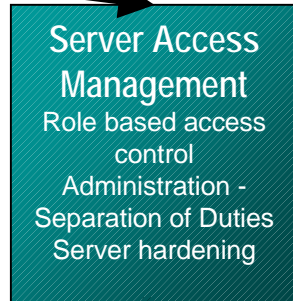 Server Access
Management
Role based access
control
Administration -
Separation of Duties
Server hardening